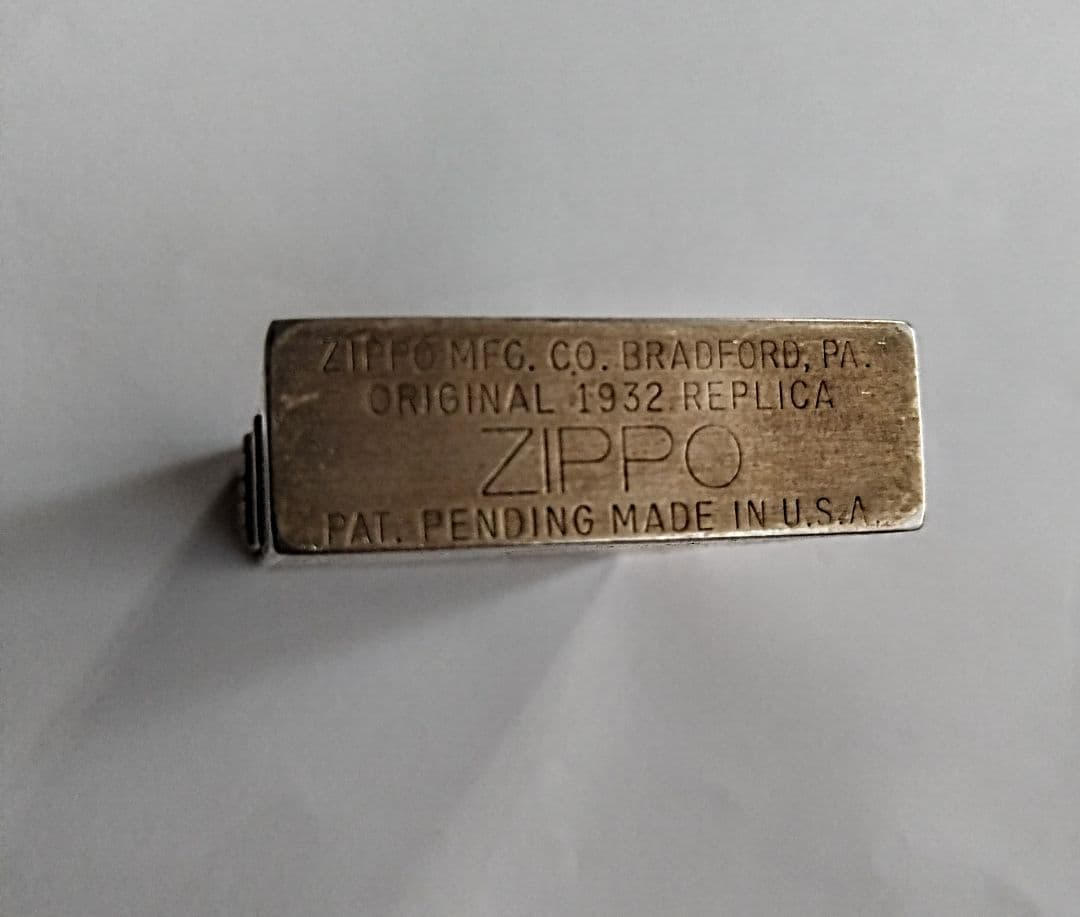 ZIPPO MFG. CO. BRADFORD, PA.
ORIGINAL 1932 REPLICA
ZIPPO
PAT. PENDING MADE IN U.S.A.